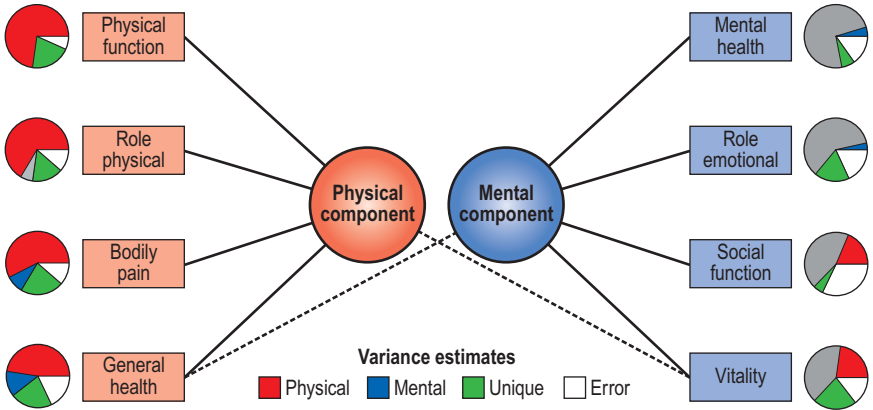 Physical
function
Mental
health
Role
physical
Role
emotional
Physical
component
Mental
component
Bodily
pain
Social
function
General
health
Vitality
Variance estimates
Physical
Mental
Unique
Error